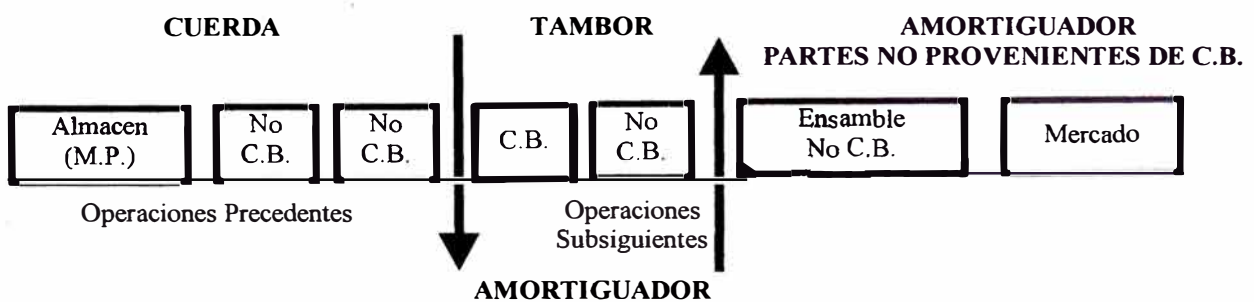 CUERDA
TAMBOR
AMORTIGUADOR
PARTES NO PROVENIENTES DE C.B.
Almacen
(M.P.)
No
C.B.
No
C.B.
C.B.
No
C.B.
Ensamble
No C.B.
Mercado
Operaciones Precedentes
Operaciones
Subsiguientes
AMORTIGUADOR